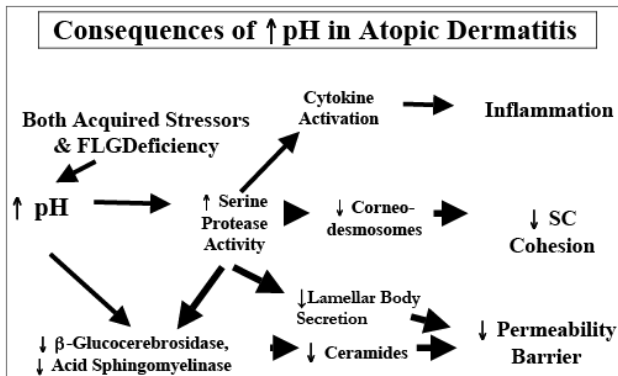 Consequences of ↑ pH in Atopic Dermatitis
Cytokine
Activation
Inflammation
Both Acquired Stressors
& FLGDeficiency
↑ pH
↑ Serine
Protease
Activity
↓ Corneo-
desmosomes
↓ SC
Cohesion
↓Lamellar Body
Secretion
↓ β-Glucocerebrosidase,
↓ Acid Sphingomyelinase
↓ Ceramides
↓ Permeability
Barrier